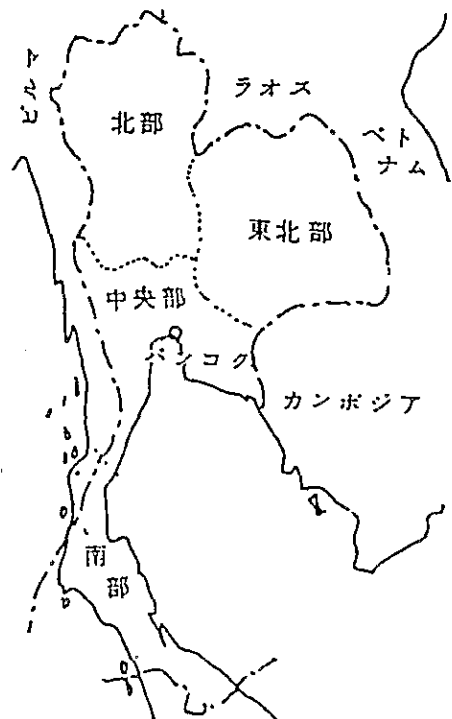 ビルマ
北部
ラオス
ベト
ナム
東北部
中央部
バンコク
カンボジア
南
部